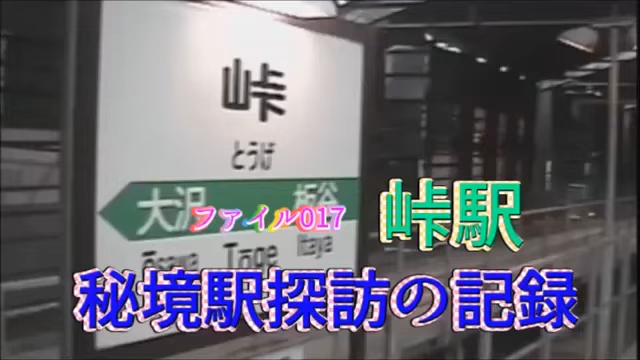 峠
とうげ
大沢 板谷
Ōsawa Tōge Itaya
ファイル017
峠駅
秘境駅探訪の記録